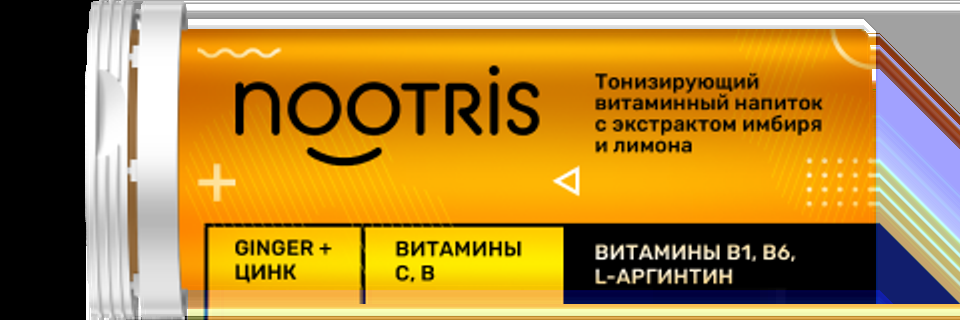 nooTRis
Тонизирующий
витаминный напиток
с экстрактом имбиря
и лимона
GINGER +
ЦИНК
ВИТАМИНЫ
C, B
ВИТАМИНЫ B1, B6,
L-АРГИНТИН